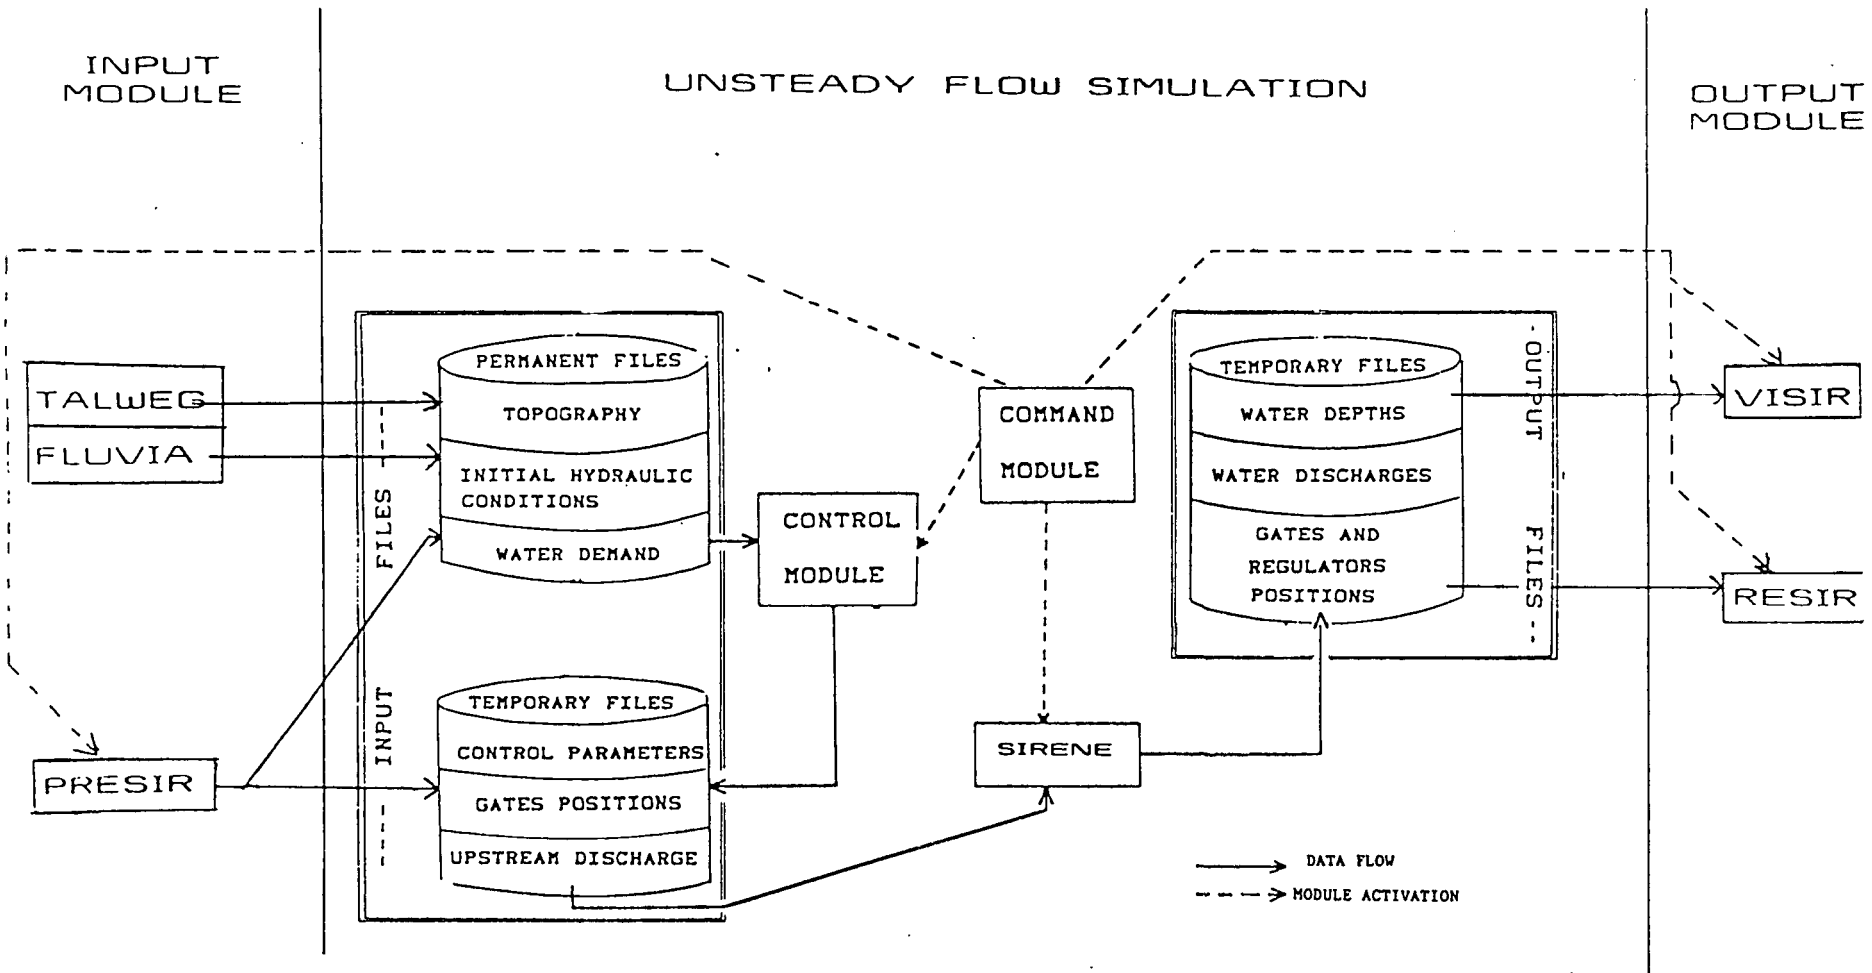 INPUT
MODULE
UNSTEADY FLOW SIMULATION
OUTPUT
MODULE
TALWEG
FLUVIA
PRESIR
INPUT FILES
PERMANENT FILES
TOPOGRAPHY
INITIAL HYDRAULIC
CONDITIONS
WATER DEMAND
TEMPORARY FILES
CONTROL PARAMETERS
GATES POSITIONS
UPSTREAM DISCHARGE
CONTROL
MODULE
COMMAND
MODULE
SIRENE
TEMPORARY FILES
WATER DEPTHS
WATER DISCHARGES
GATES AND
REGULATORS
POSITIONS
OUTPUT FILES
VISIR
RESIR
DATA FLOW
MODULE ACTIVATION